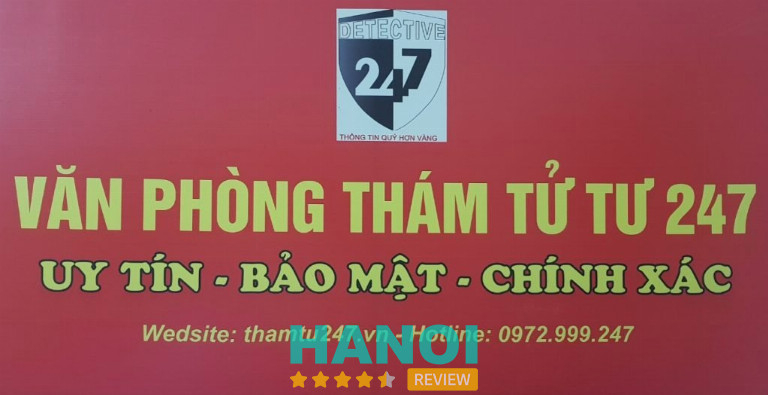 DETECTIVE
247
THÔNG TIN QUÝ HƠN VÀNG
VĂN PHÒNG THÁM TỬ TƯ 247
UY TÍN - BẢO MẬT - CHÍNH XÁC
Wedsite: thamtu247.vn - Hotline: 0972.999.247
HANOI
REVIEW